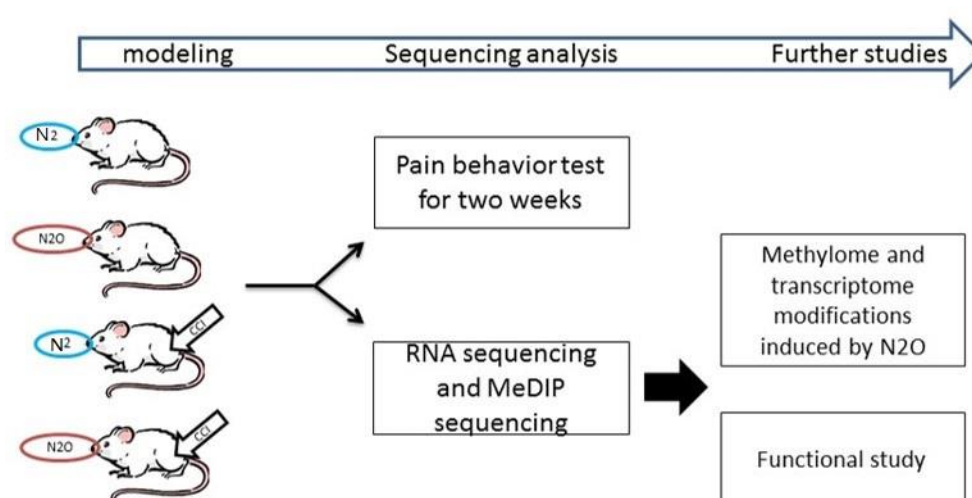 modeling
Sequencing analysis
Further studies
N2
N2O
N2
CCI
N2O
CCI
Pain behavior test
for two weeks
RNA sequencing
and MeDIP
sequencing
Methylome and
transcriptome
modifications
induced by N2O
Functional study